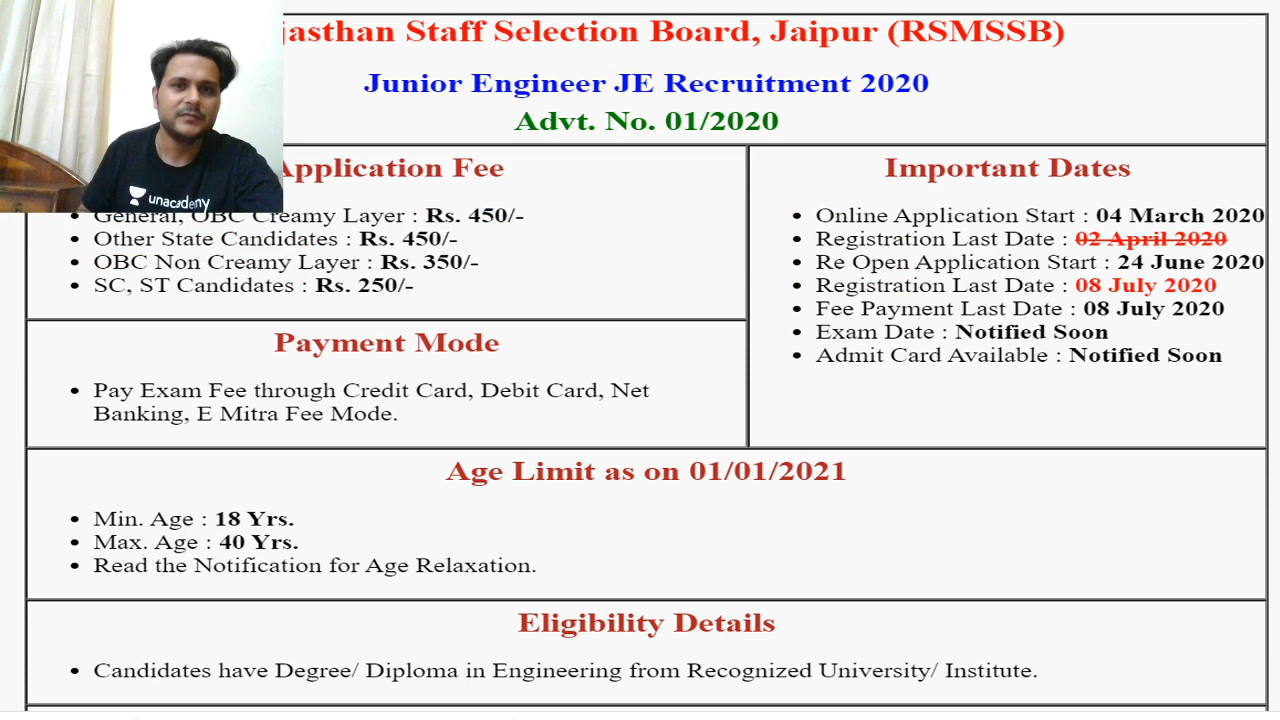 jasthan Staff Selection Board, Jaipur (RSMSSB)
Junior Engineer JE Recruitment 2020
Advt. No. 01/2020
unacademy
Application Fee
General, OBC Creamy Layer : Rs. 450/-
Other State Candidates : Rs. 450/-
OBC Non Creamy Layer : Rs. 350/-
SC, ST Candidates : Rs. 250/-
Payment Mode
Pay Exam Fee through Credit Card, Debit Card, Net
Banking, E Mitra Fee Mode.
Important Dates
Online Application Start : 04 March 2020
Registration Last Date : 02 April 2020
Re Open Application Start : 24 June 2020
Registration Last Date : 08 July 2020
Fee Payment Last Date : 08 July 2020
Exam Date : Notified Soon
Admit Card Available : Notified Soon
Age Limit as on 01/01/2021
Min. Age : 18 Yrs.
Max. Age : 40 Yrs.
Read the Notification for Age Relaxation.
Eligibility Details
Candidates have Degree/ Diploma in Engineering from Recognized University/ Institute.